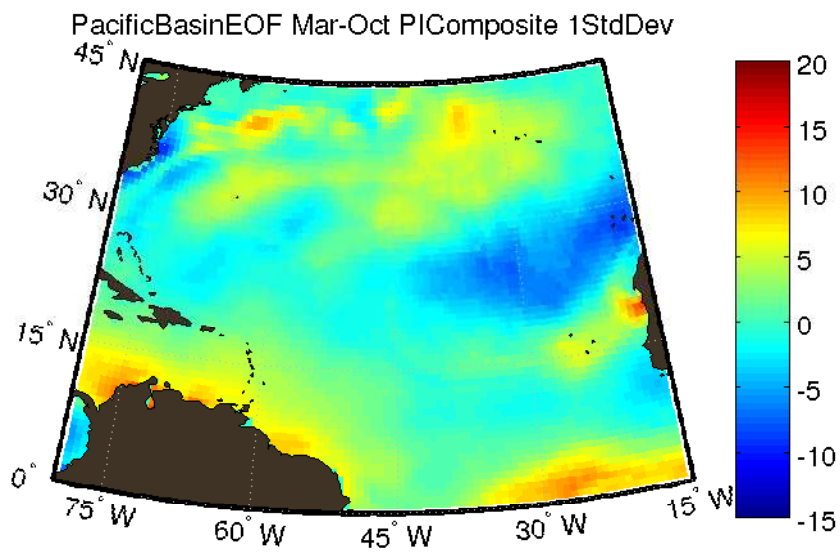 PacificBasinEOF Mar-Oct PIComposite 1StdDev
45° N
30° N
15° N
0°
75° W
60° W
45° W
30° W
15° W
20
15
10
5
0
-5
-10
-15